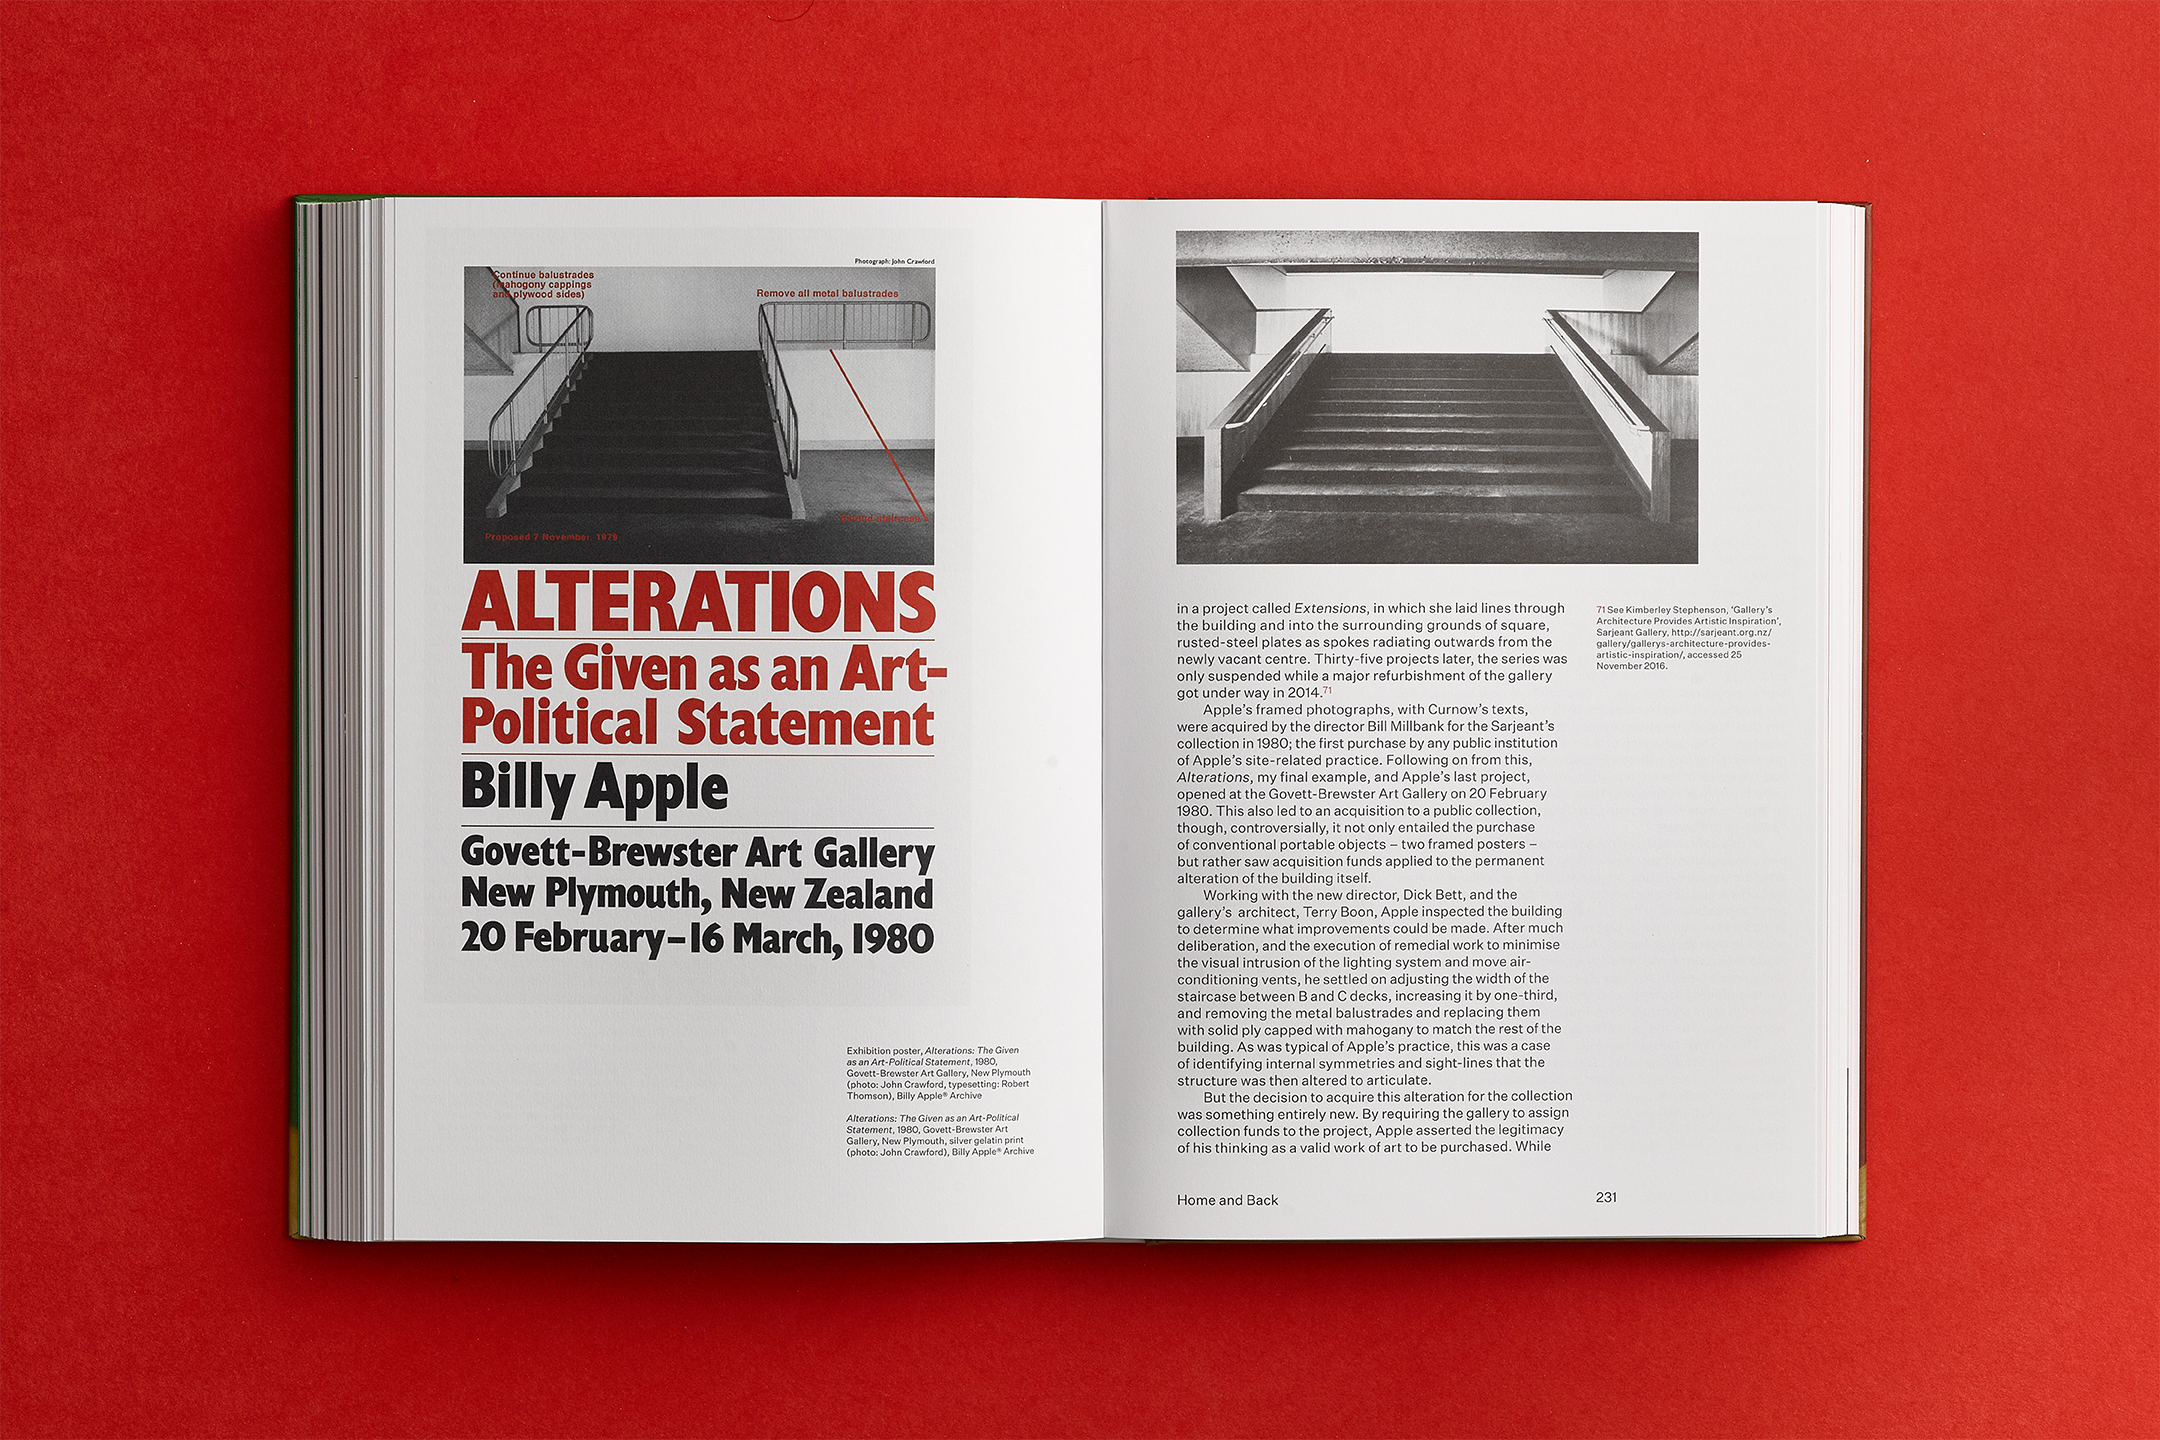 Photograph: John Crawford
Continue balustrades
(mahogony cappings
and plywood sides)
Remove all metal balustrades
Proposed 7 November, 1979
ALTERATIONS
The Given as an Art-
Political Statement
Billy Apple
Govett-Brewster Art Gallery
New Plymouth, New Zealand
20 February–16 March, 1980
Exhibition poster, Alterations: The Given
as an Art-Political Statement, 1980,
Govett-Brewster Art Gallery, New Plymouth
(photo: John Crawford, typesetting: Robert
Thomson), Billy Apple® Archive
Alterations: The Given as an Art-Political
Statement, 1980, Govett-Brewster Art
Gallery, New Plymouth, silver gelatin print
(photo: John Crawford), Billy Apple® Archive
in a project called Extensions, in which she laid lines through
the building and into the surrounding grounds of square,
rusted-steel plates as spokes radiating outwards from the
newly vacant centre. Thirty-five projects later, the series was
only suspended while a major refurbishment of the gallery
got under way in 2014.71
Apple's framed photographs, with Curnow's texts,
were acquired by the director Bill Millbank for the Sarjeant's
collection in 1980; the first purchase by any public institution
of Apple's site-related practice. Following on from this,
Alterations, my final example, and Apple's last project,
opened at the Govett-Brewster Art Gallery on 20 February
1980. This also led to an acquisition to a public collection,
though, controversially, it not only entailed the purchase
of conventional portable objects – two framed posters –
but rather saw acquisition funds applied to the permanent
alteration of the building itself.
Working with the new director, Dick Bett, and the
gallery's architect, Terry Boon, Apple inspected the building
to determine what improvements could be made. After much
deliberation, and the execution of remedial work to minimise
the visual intrusion of the lighting system and move air-
conditioning vents, he settled on adjusting the width of the
staircase between B and C decks, increasing it by one-third,
and removing the metal balustrades and replacing them
with solid ply capped with mahogany to match the rest of the
building. As was typical of Apple's practice, this was a case
of identifying internal symmetries and sight-lines that the
structure was then altered to articulate.
But the decision to acquire this alteration for the collection
was something entirely new. By requiring the gallery to assign
collection funds to the project, Apple asserted the legitimacy
of his thinking as a valid work of art to be purchased. While
71 See Kimberley Stephenson, 'Gallery's
Architecture Provides Artistic Inspiration',
Sarjeant Gallery, http://sarjeant.org.nz/
gallery/gallerys-architecture-provides-
artistic-inspiration/, accessed 25
November 2016.
Home and Back
231